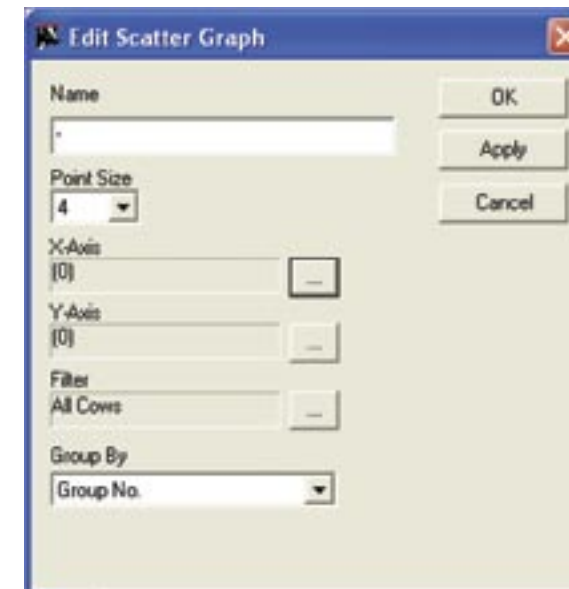 Edit Scatter Graph
Name
-
OK
Apply
Point Size
4
Cancel
X-Axis
(0)
...
Y-Axis
(0)
...
Filter
All Cows
...
Group By
Group No.